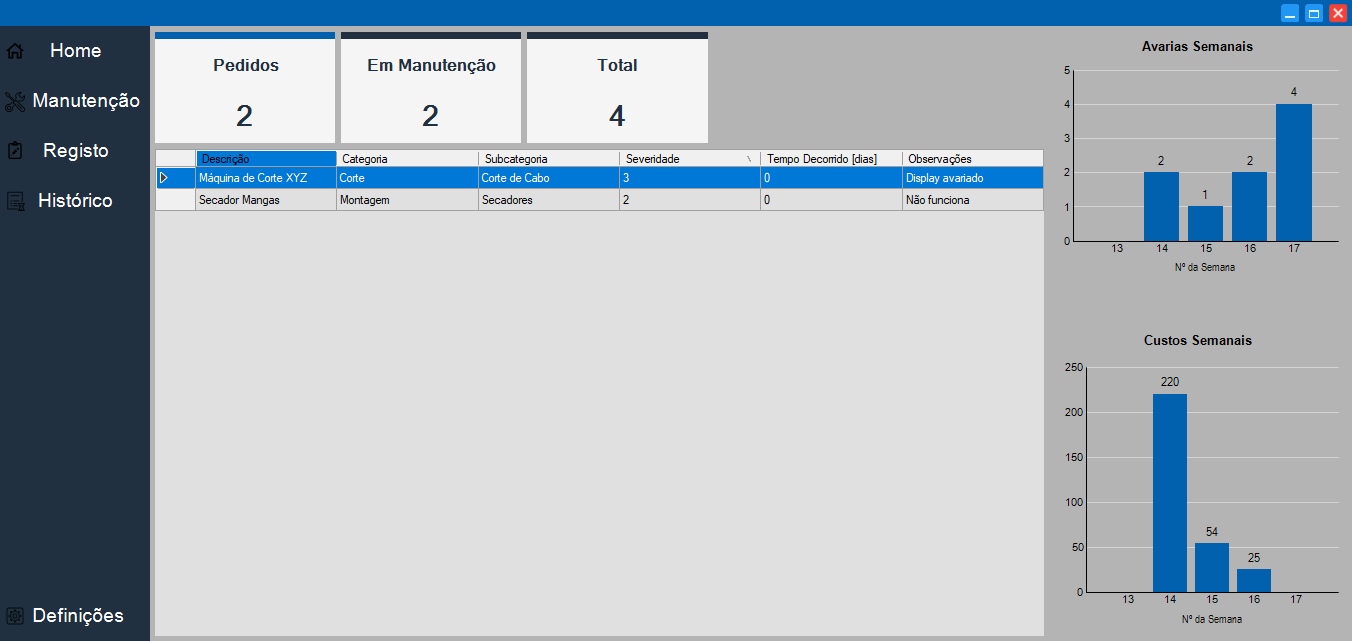 Home
Manutenção
Registo
Histórico
Definições
Pedidos
2
Em Manutenção
2
Total
4
Descrição Categoria Subcategoria Severidade Tempo Decorrido [dias] Observações
Máquina de Corte XYZ Corte Corte de Cabo 3 0 Display avariado
Secador Mangas Montagem Secadores 2 0 Não funciona
Avarias Semanais
5
4
3
2
1
0
2
1
2
4
13 14 15 16 17
Nº da Semana
Custos Semanais
250
200
150
100
50
0
220
54
25
13 14 15 16 17
Nº da Semana